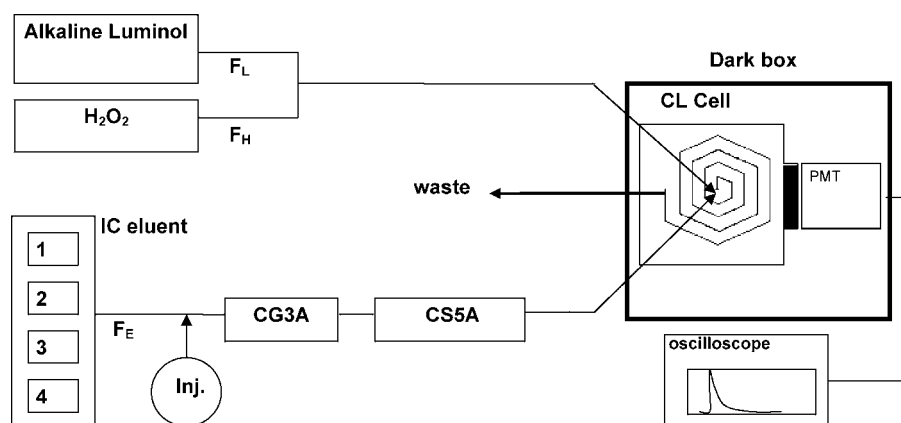 Alkaline Luminol
F_L
H₂O₂
F_H
Dark box
CL Cell
PMT
waste
IC eluent
1
2
3
4
F_E
Inj.
CG3A
CS5A
oscilloscope